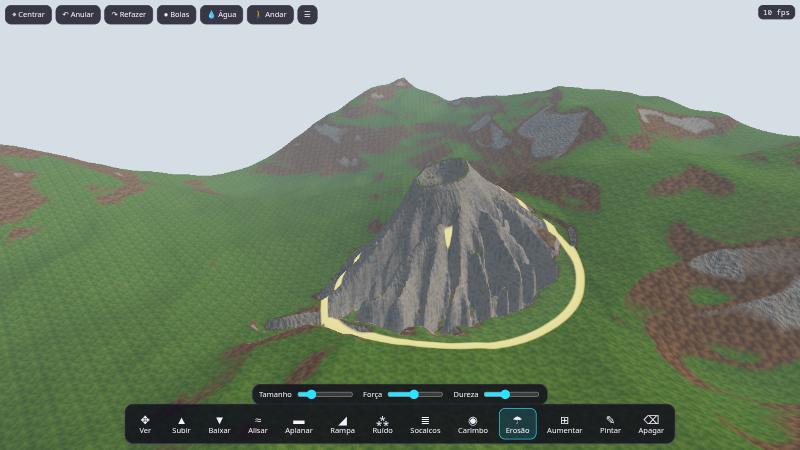 Centrar
Anular
Refazer
Bolas
Água
Andar
10 fps
Tamanho
Força
Dureza
Ver
Subir
Baixar
Alisar
Aplanar
Rampa
Ruído
Socalcos
Carimbo
Erosão
Aumentar
Pintar
Apagar